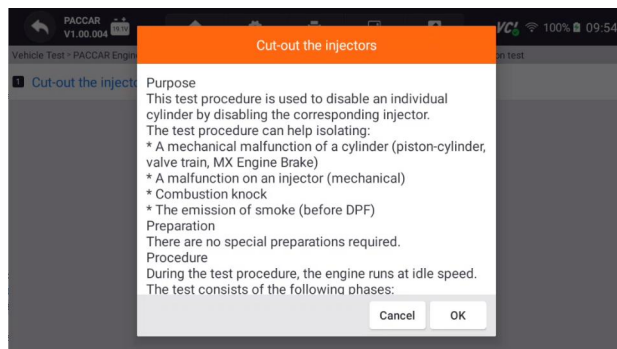 PACCAR
V1.00.004
VCI 100% 09:54
Vehicle Test > PACCAR Engin
on test
Cut-out the injectors
1 Cut-out the injecto
Purpose
This test procedure is used to disable an individual
cylinder by disabling the corresponding injector.
The test procedure can help isolating:
* A mechanical malfunction of a cylinder (piston-cylinder,
valve train, MX Engine Brake)
* A malfunction on an injector (mechanical)
* Combustion knock
* The emission of smoke (before DPF)
Preparation
There are no special preparations required.
Procedure
During the test procedure, the engine runs at idle speed.
The test consists of the following phases:
Cancel OK